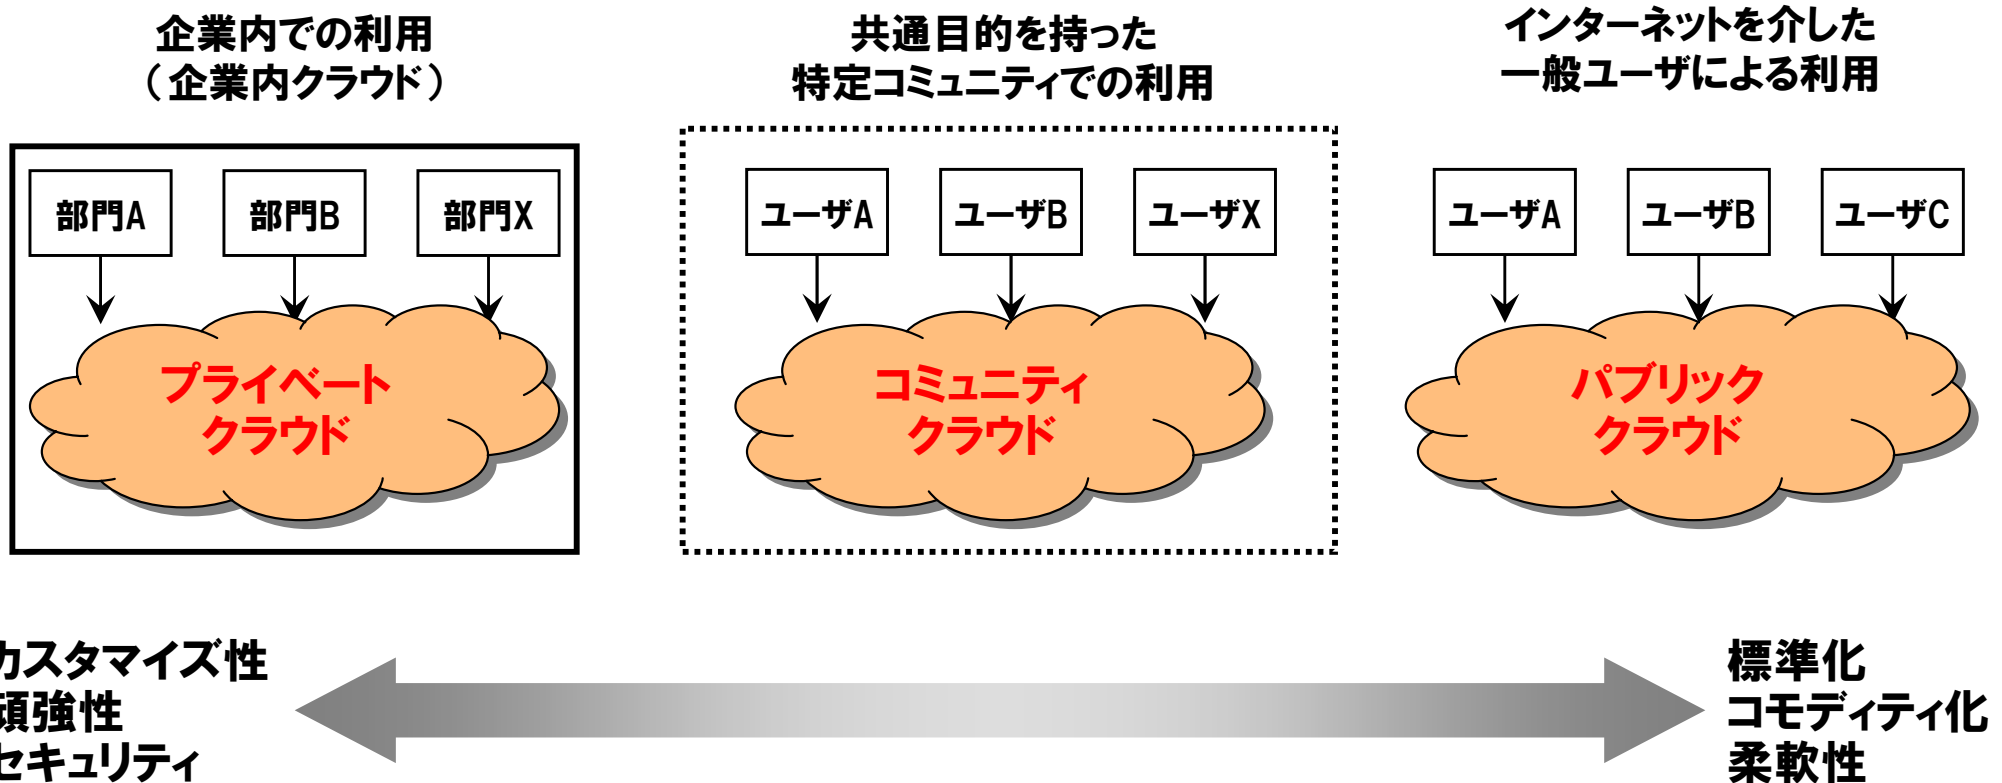 企業内での利用
（企業内クラウド）
共通目的を持った
特定コミュニティでの利用
インターネットを介した
一般ユーザによる利用
部門A
部門B
部門X
ユーザA
ユーザB
ユーザX
ユーザA
ユーザB
ユーザC
プライベート
クラウド
コミュニティ
クラウド
パブリック
クラウド
カスタマイズ性
頑強性
セキュリティ
標準化
コモディティ化
柔軟性